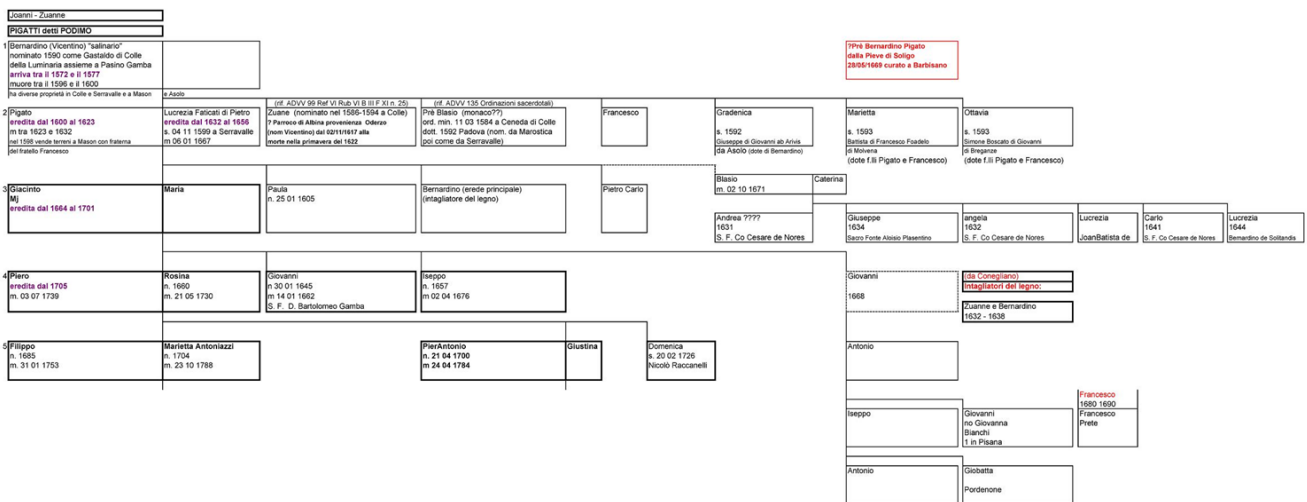 Joanni - Zuanne
PIGATTI detti PODIMO
1
Bernardino (Vicentino) "salinario"
nominato 1590 come Gastaldo di Colle
della Luminaria assieme a Pasino Gamba
arriva tra il 1572 e il 1577
muore tra il 1596 e il 1600
ha diverse proprietà in Colle e Serravalle e a Mason
e Asolo
?Prè Bernardino Pigato
dalla Pieve di Soligo
28/05/1669 curato a Barbisano
2
Pigato
eredita dal 1600 al 1623
m tra 1623 e 1632
nel 1598 vende terreni a Mason con fraterna
del fratello Francesco
Lucrezia Faticati di Pietro
eredita dal 1632 al 1656
s. 04 11 1599 a Serravalle
m 06 01 1667
(rif. ADVV 99 Ref VI Rub VI B III F XI n. 25)
Zuane (nominato nel 1586-1594 a Colle)
? Parroco di Albina provenienza Oderzo
(nom Vicentino) dal 02/11/1617 alla
morte nella primavera del 1622
(rif. ADVV 135 Ordinazioni sacerdotali)
Prè Blasio (monaco??)
ord. min. 11 03 1584 a Ceneda di Colle
dott. 1592 Padova (nom. da Marostica
poi come da Serravalle)
Francesco
Gradenica
s. 1592
Giuseppe di Giovanni ab Arivis
da Asolo (dote di Bernardino)
Marietta
s. 1593
Battista di Francesco Foadelo
di Molvena
(dote f.lli Pigato e Francesco)
Ottavia
s. 1593
Simone Boscato di Giovanni
di Breganze
(dote f.lli Pigato e Francesco)
3
Giacinto
Mj
eredita dal 1664 al 1701
Maria
Paula
n. 25 01 1605
Bernardino (erede principale)
(intagliatore del legno)
Pietro Carlo
Blasio
m. 02 10 1671
Caterina
Andrea ????
1631
S. F. Co Cesare de Nores
Giuseppe
1634
Sacro Fonte Aloisio Plasentino
angela
1632
S. F. Co Cesare de Nores
Lucrezia
JoanBatista de
Carlo
1641
S. F. Co Cesare de Nores
Lucrezia
1644
Bernardino de Solitandis
4
Piero
eredita dal 1705
m. 03 07 1739
Rosina
n. 1660
m. 21 05 1730
Giovanni
n 30 01 1645
m 14 01 1662
S. F. D. Bartolomeo Gamba
Iseppo
n. 1657
m 02 04 1676
Giovanni
1668
(da Conegliano)
Intagliatori del legno:
Zuanne e Bernardino
1632 - 1638
5
Filippo
n. 1685
m. 31 01 1753
Marietta Antoniazzi
n. 1704
m. 23 10 1788
PierAntonio
n. 21 04 1700
m 24 04 1784
Giustina
Domenica
s. 20 02 1726
Nicolò Raccanelli
Antonio
Iseppo
Giovanni
no Giovanna
Bianchi
1 in Pisana
Francesco
1680 1690
Francesco
Prete
Antonio
Giobatta
Pordenone